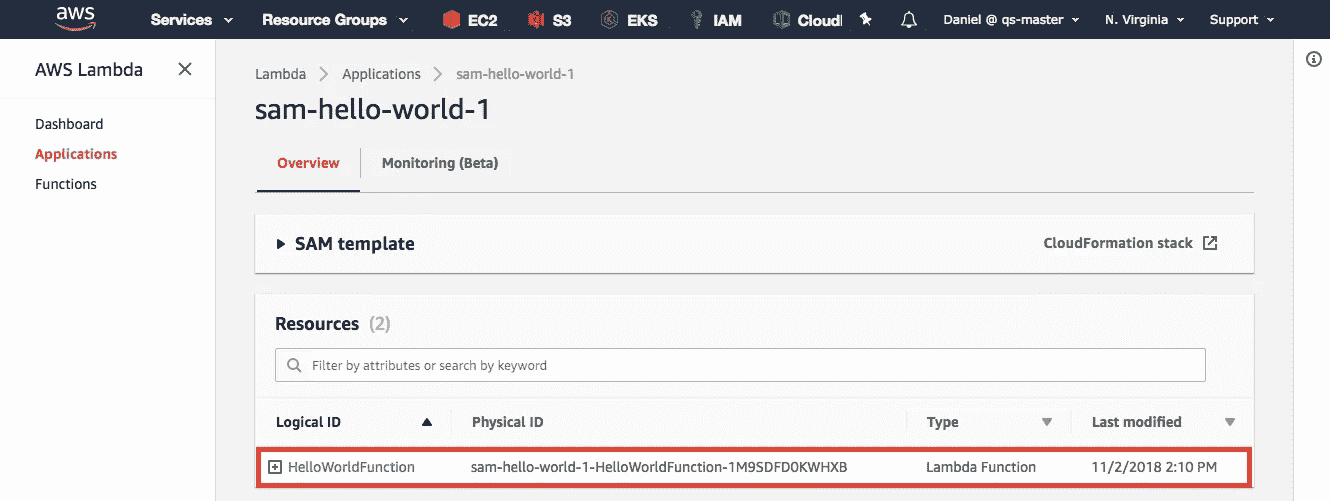 aws Services Resource Groups EC2 S3 EKS IAM Cloud Daniel @ qs-master N. Virginia Support
AWS Lambda
Dashboard
Applications
Functions
Lambda Applications sam-hello-world-1
sam-hello-world-1
Overview Monitoring (Beta)
SAM template CloudFormation stack
Resources (2)
Filter by attributes or search by keyword
Logical ID Physical ID Type Last modified
HelloWorldFunction sam-hello-world-1-HelloWorldFunction-1M9SDFD0KWHXB Lambda Function 11/2/2018 2:10 PM